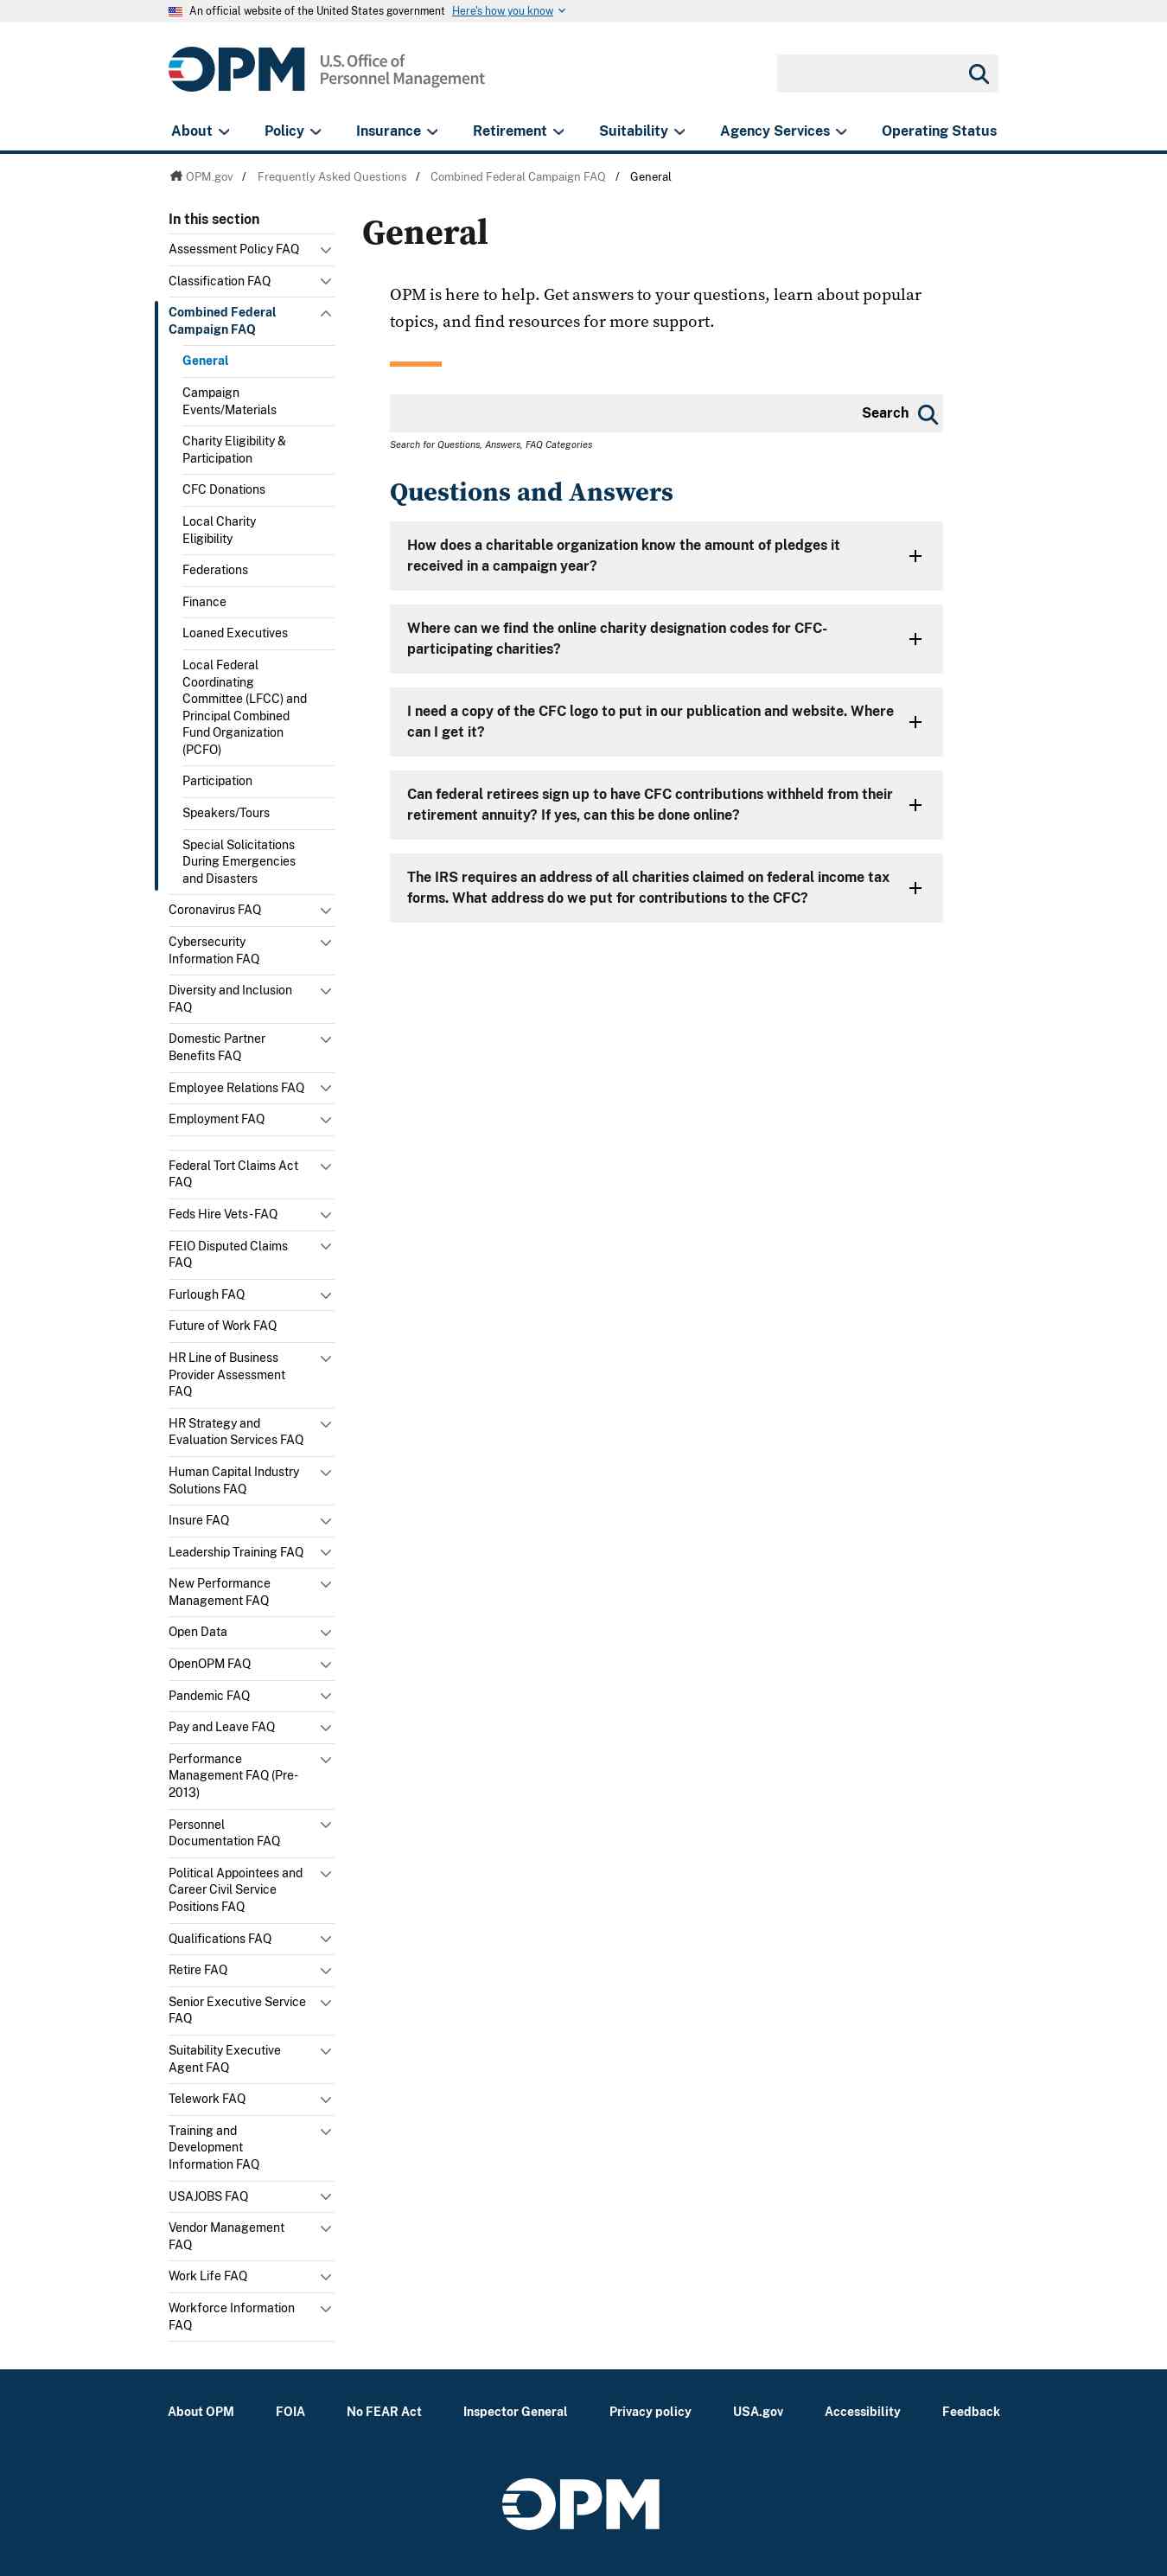 An official website of the United States government Here's how you know
OPM
U.S. Office of
Personnel Management
About Policy Insurance Retirement Suitability Agency Services Operating Status
OPM.gov / Frequently Asked Questions / Combined Federal Campaign FAQ / General
In this section
Assessment Policy FAQ
Classification FAQ
Combined Federal
Campaign FAQ
General
Campaign
Events/Materials
Charity Eligibility &
Participation
CFC Donations
Local Charity
Eligibility
Federations
Finance
Loaned Executives
Local Federal
Coordinating
Committee (LFCC) and
Principal Combined
Fund Organization
(PCFO)
Participation
Speakers/Tours
Special Solicitations
During Emergencies
and Disasters
Coronavirus FAQ
Cybersecurity
Information FAQ
Diversity and Inclusion
FAQ
Domestic Partner
Benefits FAQ
Employee Relations FAQ
Employment FAQ
Federal Tort Claims Act
FAQ
Feds Hire Vets - FAQ
FEIO Disputed Claims
FAQ
Furlough FAQ
Future of Work FAQ
HR Line of Business
Provider Assessment
FAQ
HR Strategy and
Evaluation Services FAQ
Human Capital Industry
Solutions FAQ
Insure FAQ
Leadership Training FAQ
New Performance
Management FAQ
Open Data
OpenOPM FAQ
Pandemic FAQ
Pay and Leave FAQ
Performance
Management FAQ (Pre-
2013)
Personnel
Documentation FAQ
Political Appointees and
Career Civil Service
Positions FAQ
Qualifications FAQ
Retire FAQ
Senior Executive Service
FAQ
Suitability Executive
Agent FAQ
Telework FAQ
Training and
Development
Information FAQ
USAJOBS FAQ
Vendor Management
FAQ
Work Life FAQ
Workforce Information
FAQ
General
OPM is here to help. Get answers to your questions, learn about popular
topics, and find resources for more support.
Search
Search for Questions, Answers, FAQ Categories
Questions and Answers
How does a charitable organization know the amount of pledges it
received in a campaign year?
Where can we find the online charity designation codes for CFC-
participating charities?
I need a copy of the CFC logo to put in our publication and website. Where
can I get it?
Can federal retirees sign up to have CFC contributions withheld from their
retirement annuity? If yes, can this be done online?
The IRS requires an address of all charities claimed on federal income tax
forms. What address do we put for contributions to the CFC?
About OPM FOIA No FEAR Act Inspector General Privacy policy USA.gov Accessibility Feedback
OPM